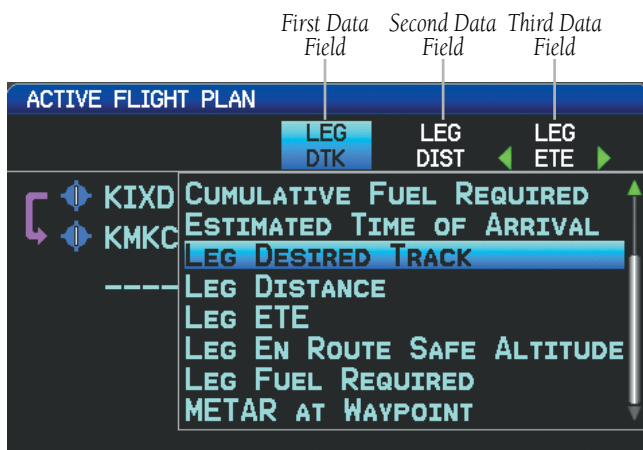 First Data Field
Second Data Field
Third Data Field
ACTIVE FLIGHT PLAN
LEG DTK
LEG DIST
LEG ETE
KIXD
KMKC
----
CUMULATIVE FUEL REQUIRED
ESTIMATED TIME OF ARRIVAL
LEG DESIRED TRACK
LEG DISTANCE
LEG ETE
LEG EN ROUTE SAFE ALTITUDE
LEG FUEL REQUIRED
METAR AT WAYPOINT